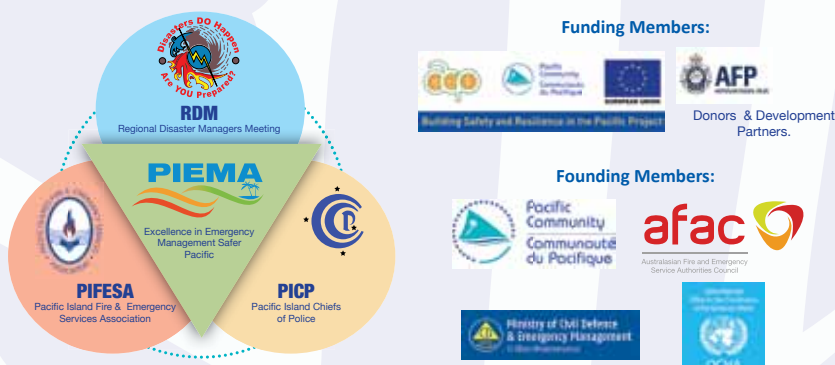 Disasters DO Happen
Are YOU Prepared?
RDM
Regional Disaster Managers Meeting
PIEMA
Excellence in Emergency
Management Safer
Pacific
PIFESA
Pacific Island Fire & Emergency
Services Association
PICP
Pacific Island Chiefs
of Police
Funding Members:
Pacific
Community
Communauté
du Pacifique
EUROPEAN UNION
Building Safety and Resilience in the Pacific Project
AFP
Donors & Development
Partners.
Founding Members:
Pacific
Community
Communauté
du Pacifique
afac
Australasian Fire and Emergency
Service Authorities Council
Ministry of Civil Defence
& Emergency Management
OCHA